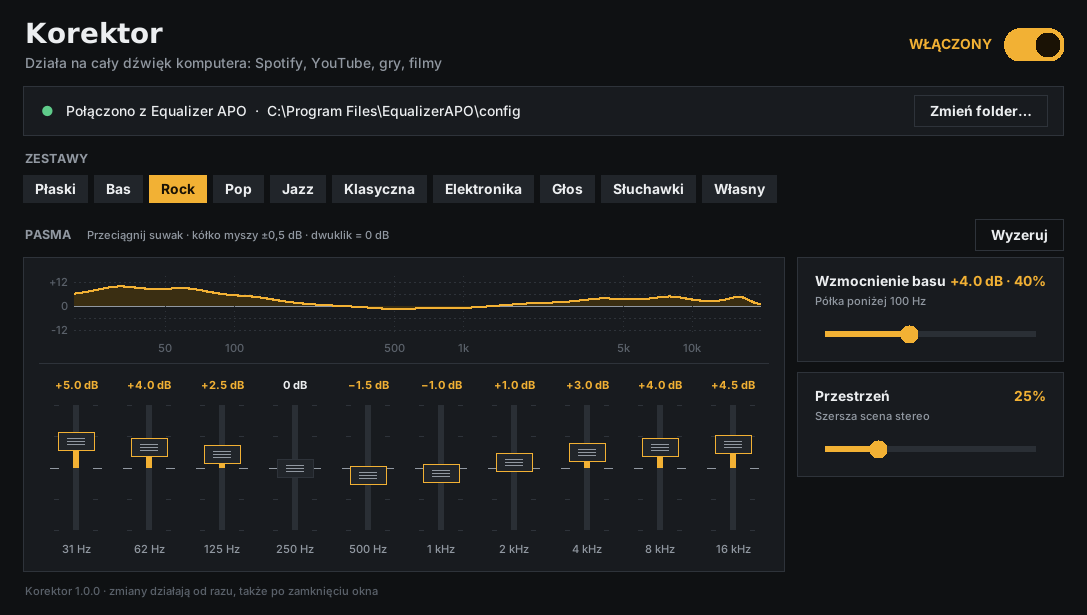 Korektor
Działa na cały dźwięk komputera: Spotify, YouTube, gry, filmy
WŁĄCZONY
Połączono z Equalizer APO · C:\Program Files\EqualizerAPO\config
Zmień folder...
ZESTAWY
Płaski Bas Rock Pop Jazz Klasyczna Elektronika Głos Słuchawki Własny
PASMA Przeciągnij suwak · kółko myszy ±0,5 dB · dwuklik = 0 dB
Wyzeruj
+12
0
−12
50 100 500 1k 5k 10k
+5.0 dB +4.0 dB +2.5 dB 0 dB −1.5 dB −1.0 dB +1.0 dB +3.0 dB +4.0 dB +4.5 dB
31 Hz 62 Hz 125 Hz 250 Hz 500 Hz 1 kHz 2 kHz 4 kHz 8 kHz 16 kHz
Wzmocnienie basu +4.0 dB · 40%
Półka poniżej 100 Hz
Przestrzeń 25%
Szersza scena stereo
Korektor 1.0.0 · zmiany działają od razu, także po zamknięciu okna